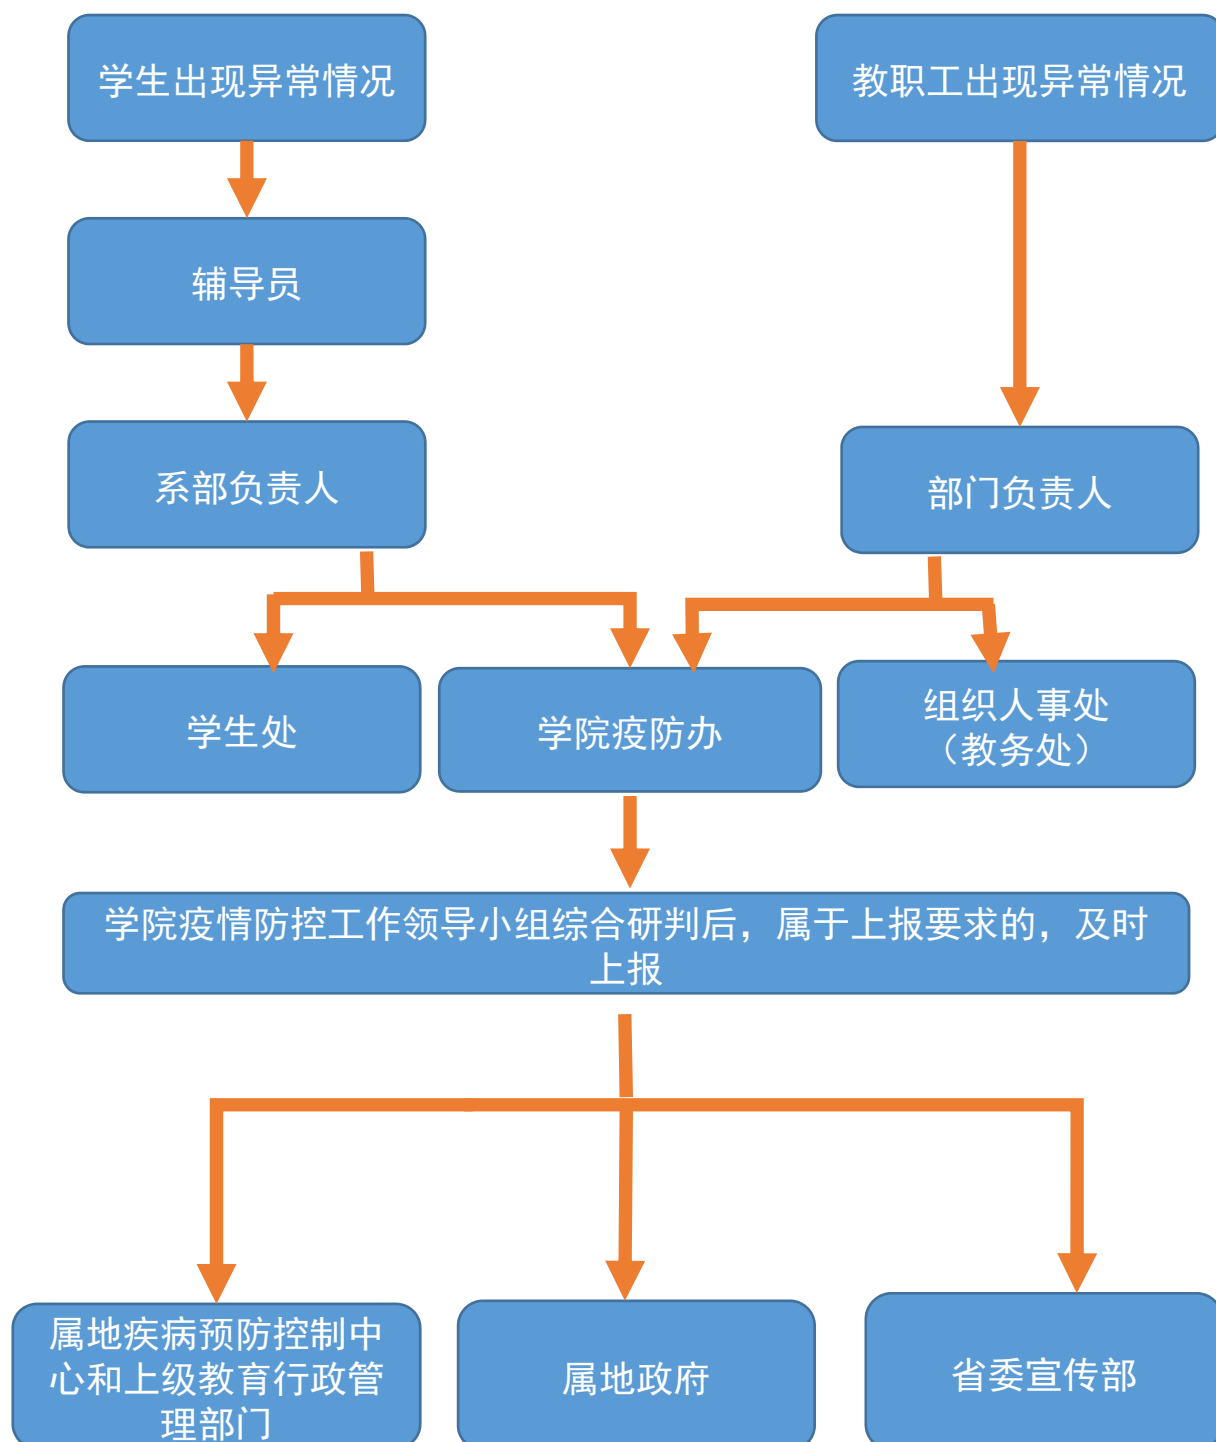 学生出现异常情况
教职工出现异常情况
辅导员
系部负责人
部门负责人
学生处
学院疫防办
组织人事处
（教务处）
学院疫情防控工作领导小组综合研判后，属于上报要求的，及时
上报
属地疾病预防控制中
心和上级教育行政管
理部门
属地政府
省委宣传部